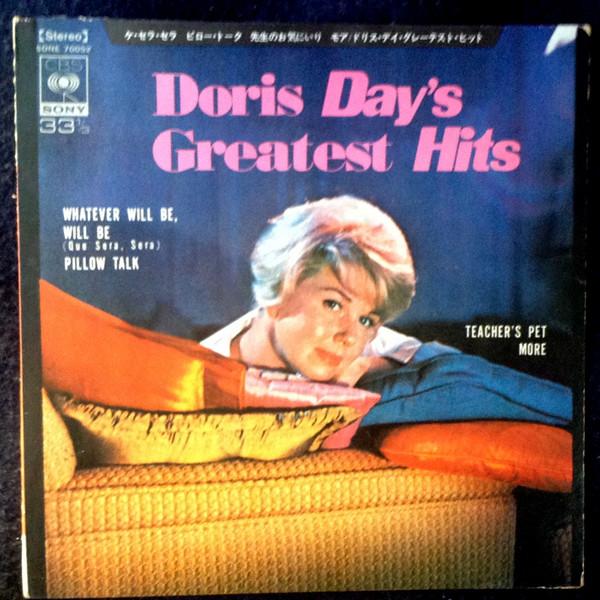 【Stereo】
SONE 70052
ケ・セラ・セラ ピロー・トーク 先生のお気にいり モア/ドリス・デイ・グレーテスト・ヒット
CBS
SONY
33⅓
Doris Day's
Greatest Hits
WHATEVER WILL BE,
WILL BE
(Que Sera, Sera)
PILLOW TALK
TEACHER'S PET
MORE